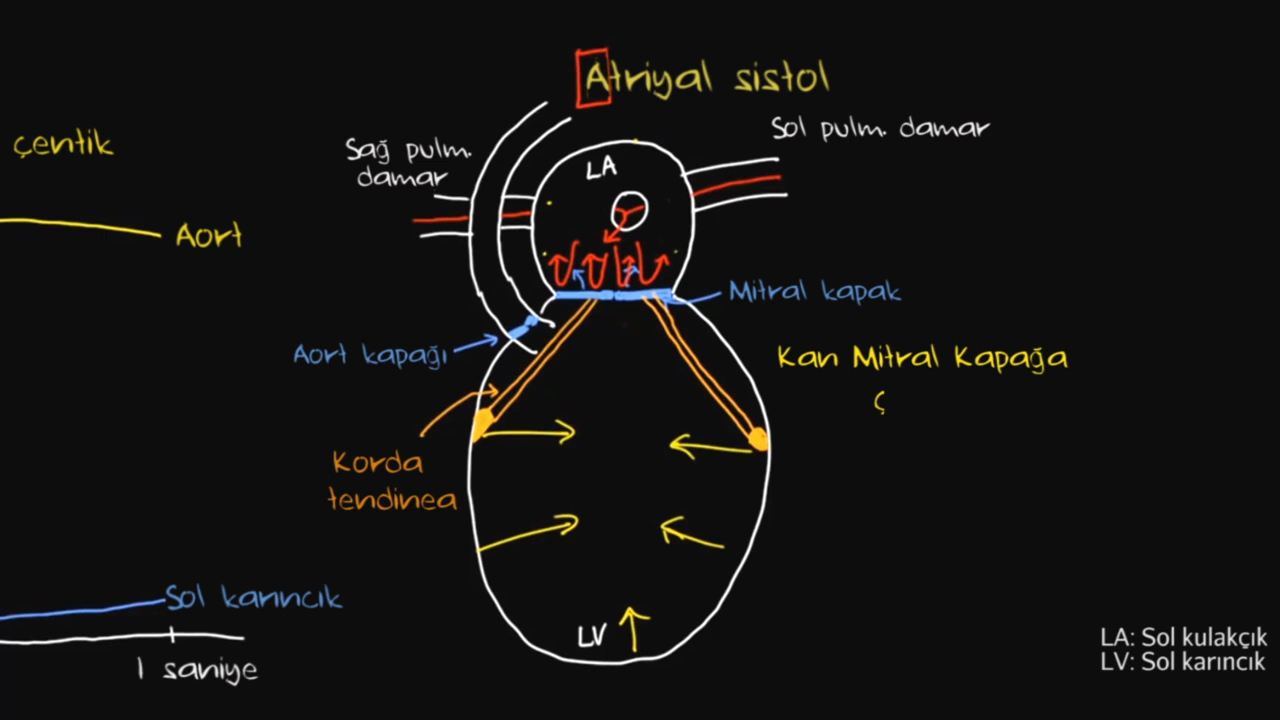 Atriyal sistol
Sol pulm. damar
çentik
Sağ pulm.
damar
LA
Aort
Mitral kapak
Aort kapağı
Kan Mitral Kapağa
Ç
Korda
tendinea
Sol karıncık
LV
1 saniye
LA: Sol kulakçık
LV: Sol karıncık